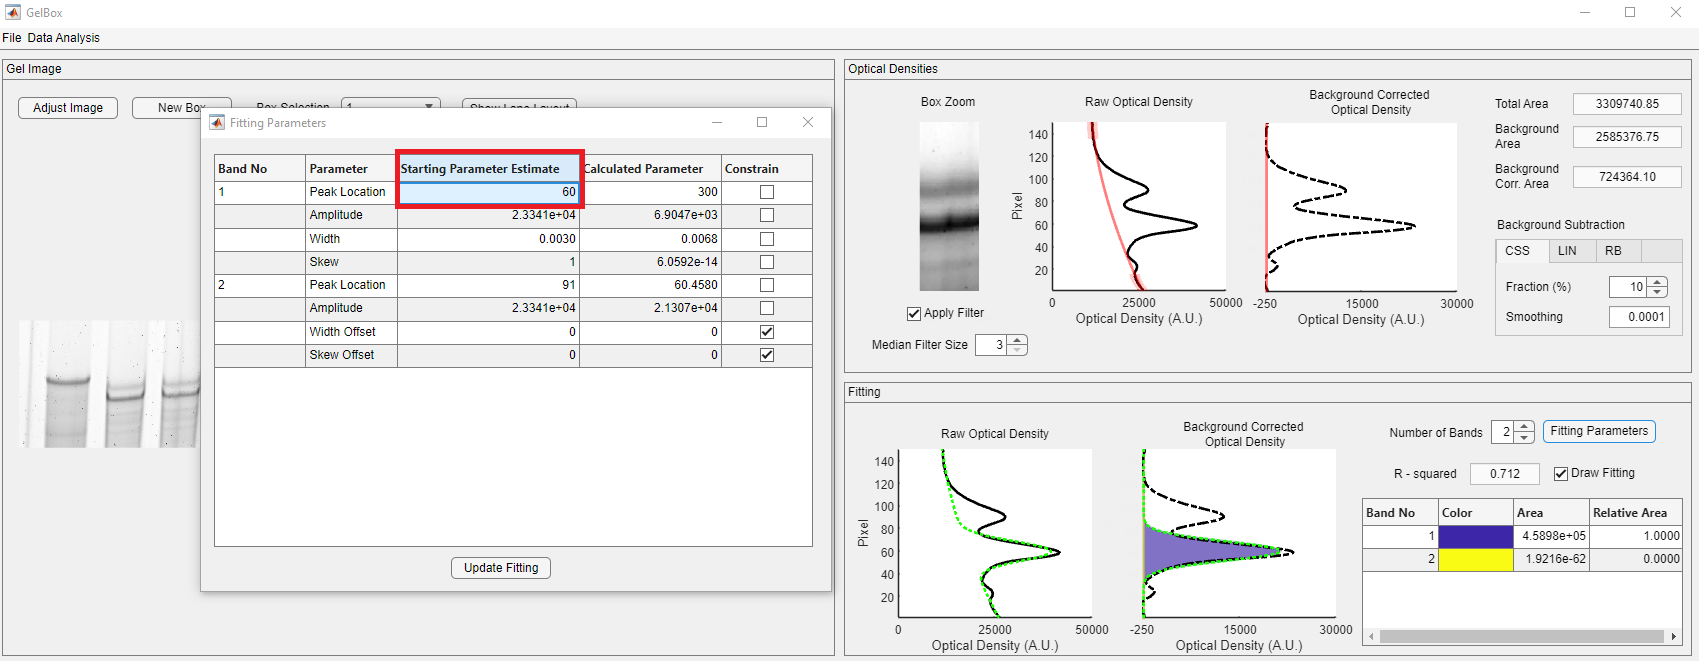 GelBox
File Data Analysis
Gel Image
Adjust Image
New Box
Box Selection
1
Show Lane Layout
Fitting Parameters
Band No Parameter Starting Parameter Estimate Calculated Parameter Constrain
1 Peak Location 60 300
Amplitude 2.3341e+04 6.9047e+03
Width 0.0030 0.0068
Skew 1 6.0592e-14
2 Peak Location 91 60.4580
Amplitude 2.3341e+04 2.1307e+04
Width Offset 0 0
Skew Offset 0 0
Update Fitting
Optical Densities
Box Zoom
Apply Filter
Median Filter Size 3
Raw Optical Density
140
120
100
80
60
40
20
Pixel
0 25000 50000
Optical Density (A.U.)
Background Corrected
Optical Density
-250 15000 30000
Optical Density (A.U.)
Total Area 3309740.85
Background
Area
2585376.75
Background
Corr. Area
724364.10
Background Subtraction
CSS LIN RB
Fraction (%) 10
Smoothing 0.0001
Fitting
Raw Optical Density
140
120
100
80
60
40
20
Pixel
0 25000 50000
Optical Density (A.U.)
Background Corrected
Optical Density
140
120
100
80
60
40
20
Pixel
-250 15000 30000
Optical Density (A.U.)
Number of Bands 2 Fitting Parameters
R - squared 0.712 Draw Fitting
Band No Color Area Relative Area
1 4.5898e+05 1.0000
2 1.9216e-62 0.0000